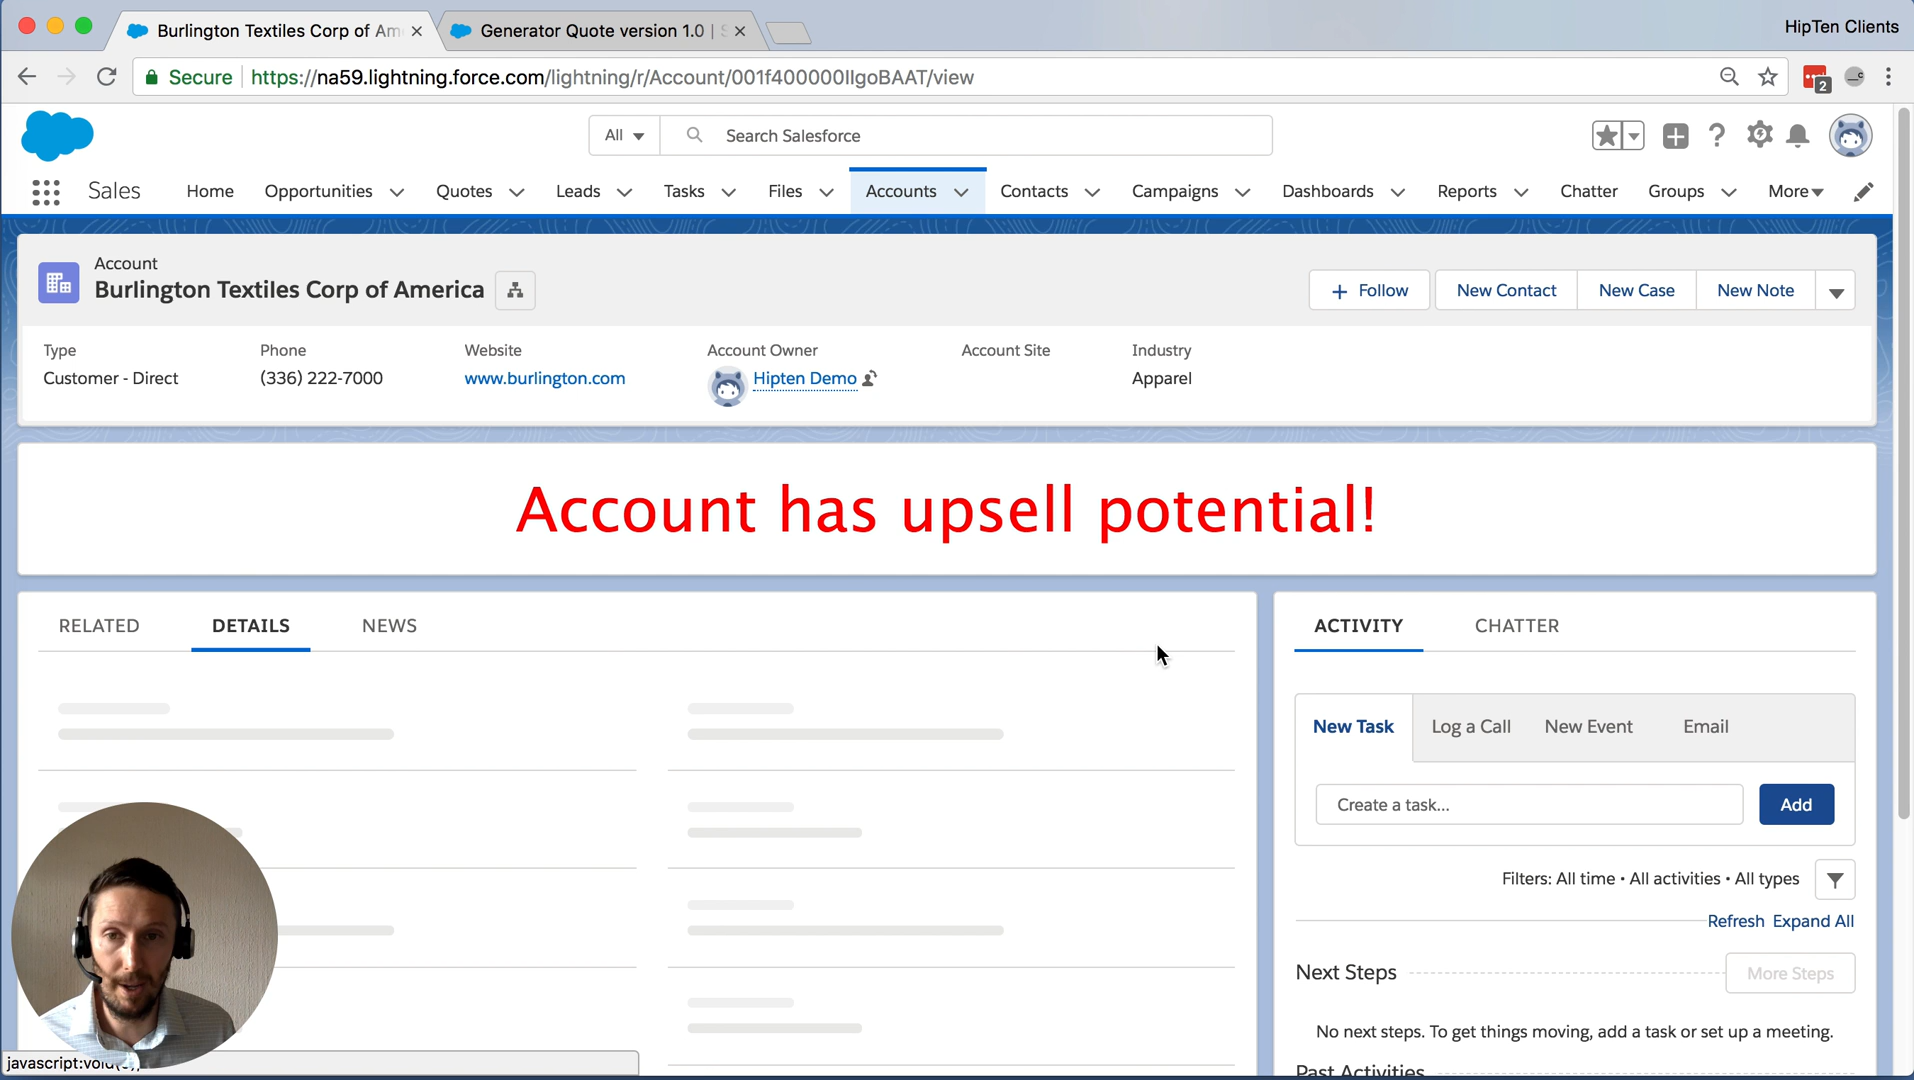 Burlington Textiles Corp of Am
Generator Quote version 1.0 | S
HipTen Clients
Secure https://na59.lightning.force.com/lightning/r/Account/001f400000IIgoBAAT/view
2
All Search Salesforce
Sales Home Opportunities Quotes Leads Tasks Files Accounts Contacts Campaigns Dashboards Reports Chatter Groups More
Account
Burlington Textiles Corp of America
Follow New Contact New Case New Note
Type Phone Website Account Owner Account Site Industry
Customer - Direct (336) 222-7000 www.burlington.com Hipten Demo Apparel
Account has upsell potential!
RELATED DETAILS NEWS
ACTIVITY CHATTER
New Task Log a Call New Event Email
Create a task... Add
Filters: All time • All activities • All types
Refresh Expand All
Next Steps More Steps
No next steps. To get things moving, add a task or set up a meeting.
Past Activities
javascript:void(0);